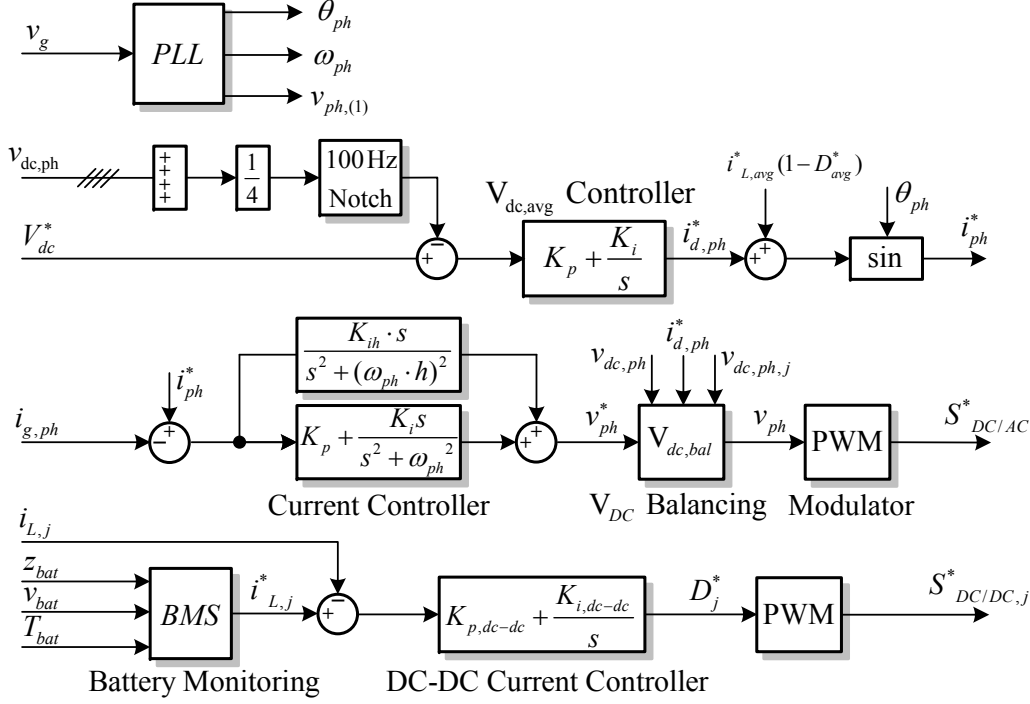 v_g PLL θ_ph
ω_ph
v_ph,(1)
v_dc,ph + + + + 1/4 100 Hz Notch
V*_dc + −
V_dc,avg Controller
K_p + K_i/s
i*_d,ph
i*_L,avg(1−D*_avg)
+ +
θ_ph
sin
i*_ph
K_ih · s / s² + (ω_ph · h)²
i_g,ph − + i*_ph
K_p + K_i s / s² + ω_ph²
Current Controller
+ +
v*_ph
v_dc,ph i*_d,ph v_dc,ph,j
V_dc,bal
V_DC Balancing
v_ph
PWM
Modulator
S*_DC/AC
i_L,j
z_bat
v_bat
T_bat
BMS
Battery Monitoring
i*_L,j + −
K_p,dc−dc + K_i,dc−dc/s
DC-DC Current Controller
D*_j
PWM
S*_DC/DC,j